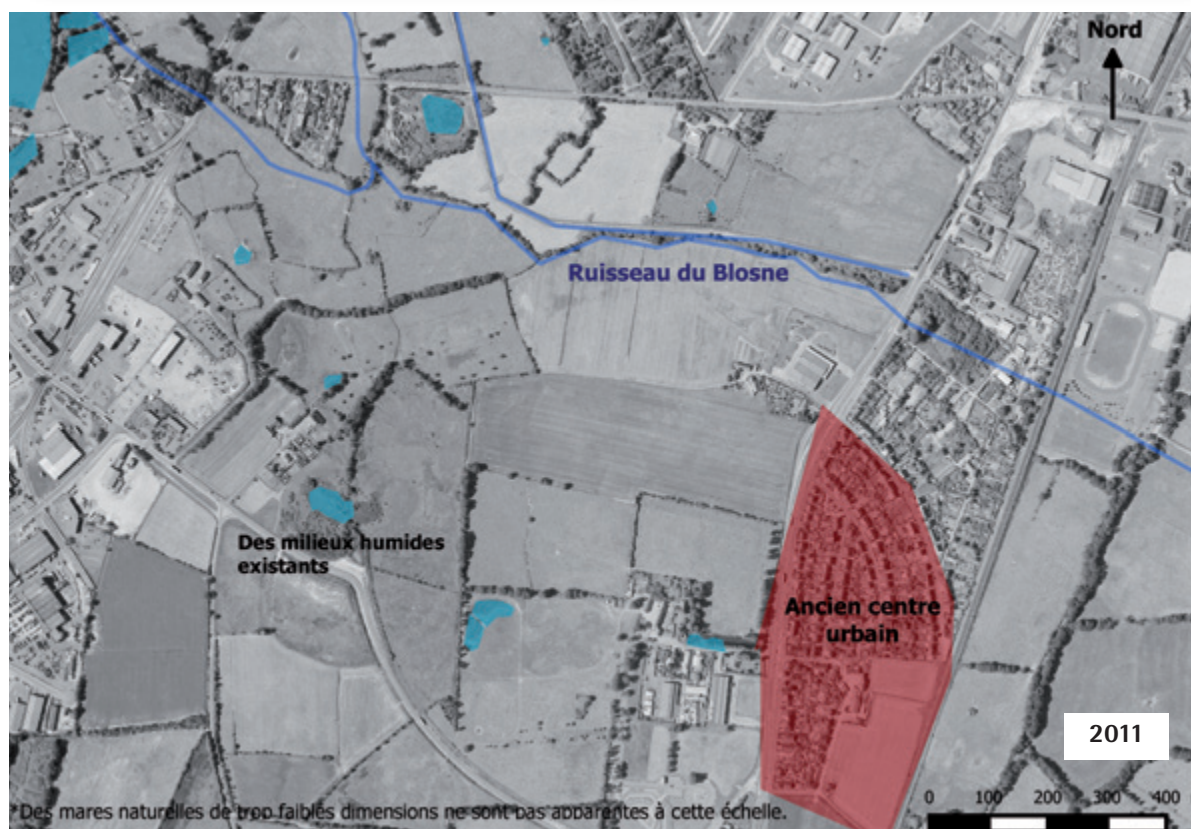 Nord
Ruisseau du Blosne
Des milieux humides
existants
Ancien centre
urbain
2011
*Des mares naturelles de trop faibles dimensions ne sont pas apparentes à cette échelle.
0 100 200 300 400